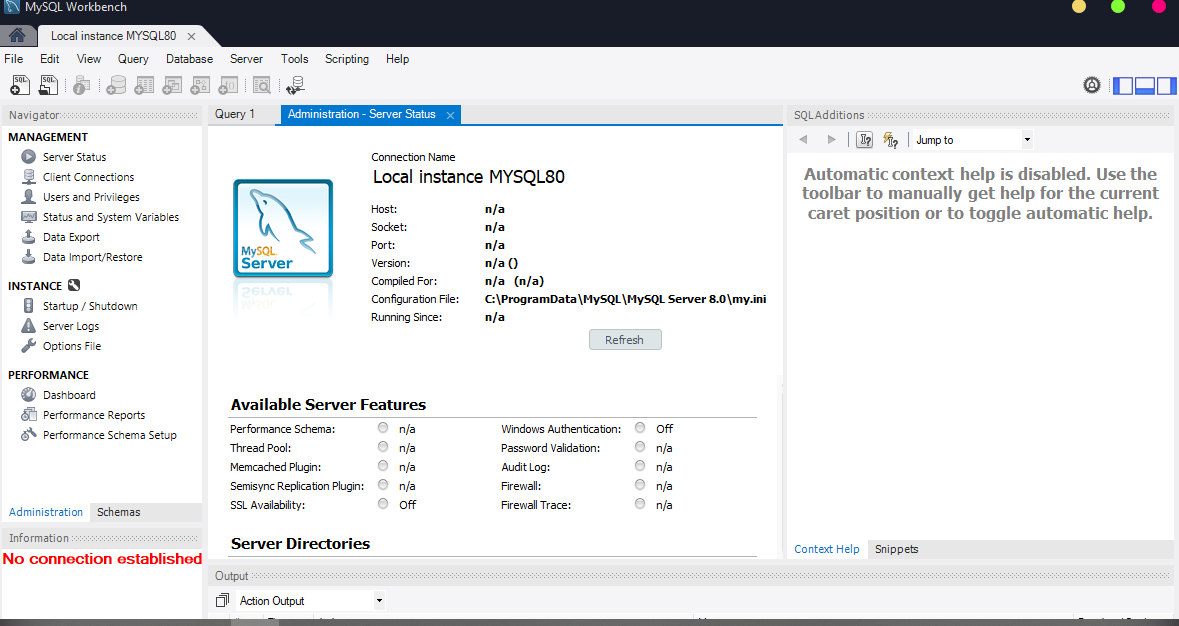 MySQL Workbench
Local instance MYSQL80
File Edit View Query Database Server Tools Scripting Help
Navigator
MANAGEMENT
Server Status
Client Connections
Users and Privileges
Status and System Variables
Data Export
Data Import/Restore
INSTANCE
Startup / Shutdown
Server Logs
Options File
PERFORMANCE
Dashboard
Performance Reports
Performance Schema Setup
Administration Schemas
Information
No connection established
Query 1 Administration - Server Status
MySQL
Server
Connection Name
Local instance MYSQL80
Host: n/a
Socket: n/a
Port: n/a
Version: n/a ()
Compiled For: n/a (n/a)
Configuration File: C:\ProgramData\MySQL\MySQL Server 8.0\my.ini
Running Since: n/a
Refresh
Available Server Features
Performance Schema: n/a Windows Authentication: Off
Thread Pool: n/a Password Validation: n/a
Memcached Plugin: n/a Audit Log: n/a
Semisync Replication Plugin: n/a Firewall: n/a
SSL Availability: Off Firewall Trace: n/a
Server Directories
Output
Action Output
SQLAdditions
Jump to
Automatic context help is disabled. Use the
toolbar to manually get help for the current
caret position or to toggle automatic help.
Context Help Snippets